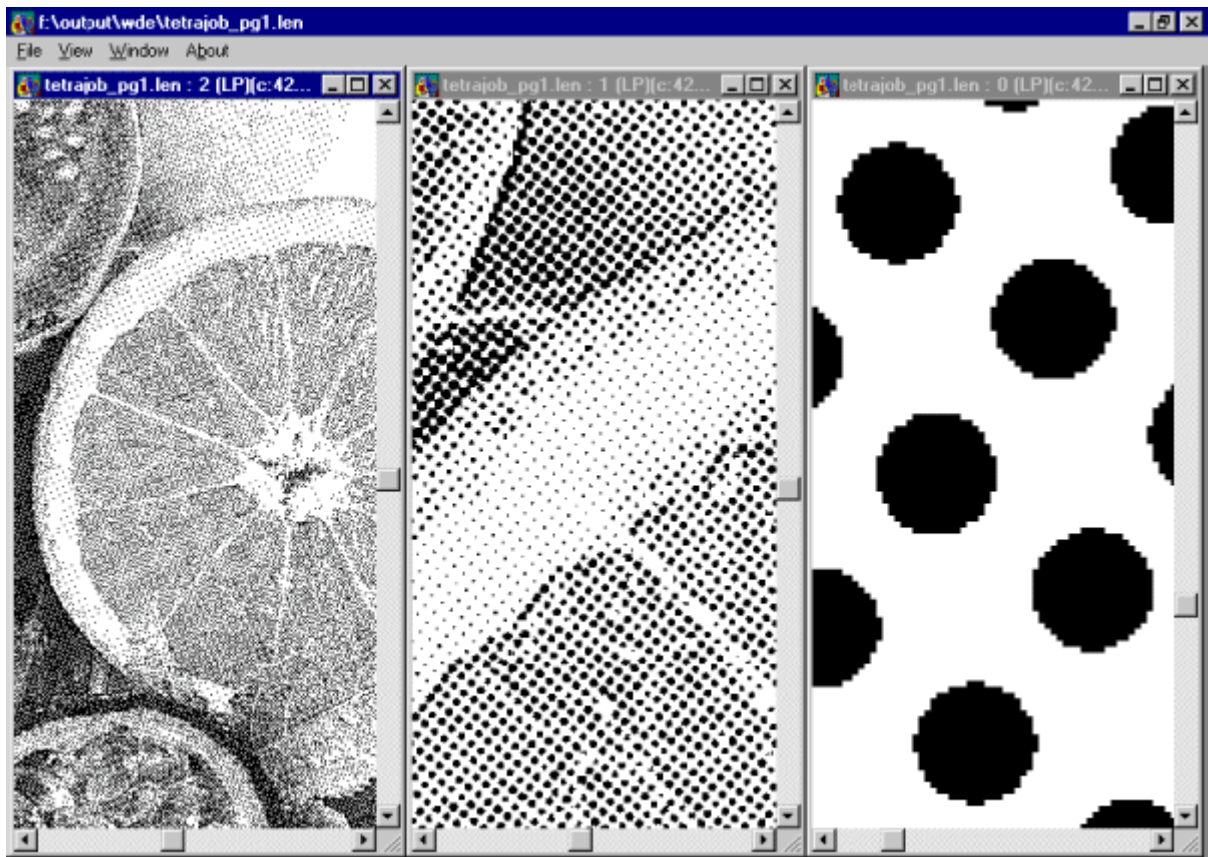 f:\output\wde\tetrajob_pg1.len
File View Window About
tetrajob_pg1.len : 2 (LP)[c:42...
tetrajob_pg1.len : 1 (LP)[c:42...
tetrajob_pg1.len : 0 (LP)[c:42...